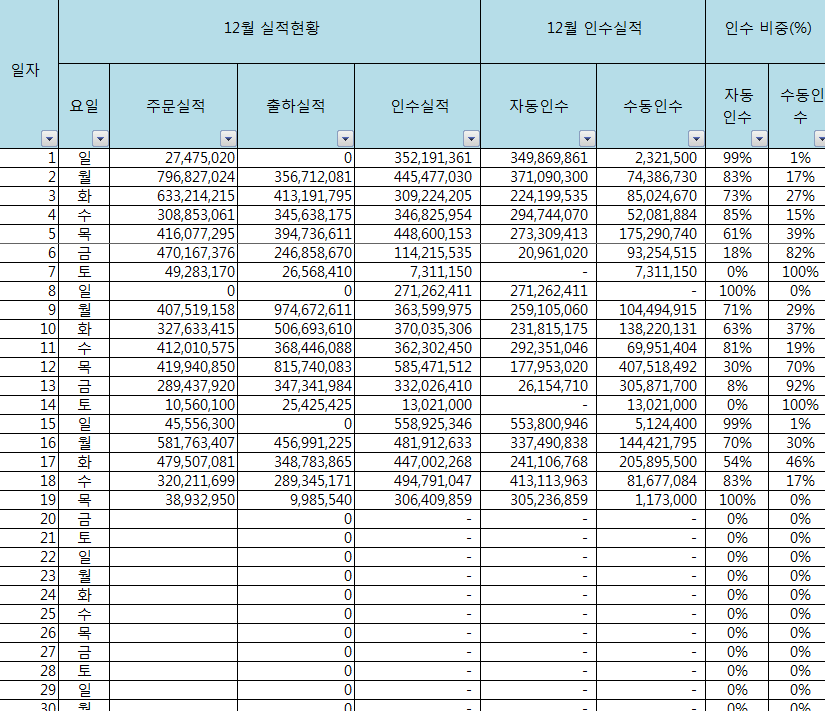 12월 실적현황 12월 인수실적 인수 비중(%)
일자 요일 주문실적 출하실적 인수실적 자동인수 수동인수 자동 인수 수동인 수
1 일 27,475,020 0 352,191,361 349,869,861 2,321,500 99% 1%
2 월 796,827,024 356,712,081 445,477,030 371,090,300 74,386,730 83% 17%
3 화 633,214,215 413,191,795 309,224,205 224,199,535 85,024,670 73% 27%
4 수 308,853,061 345,638,175 346,825,954 294,744,070 52,081,884 85% 15%
5 목 416,077,295 394,736,611 448,600,153 273,309,413 175,290,740 61% 39%
6 금 470,167,376 246,858,670 114,215,535 20,961,020 93,254,515 18% 82%
7 토 49,283,170 26,568,410 7,311,150 - 7,311,150 0% 100%
8 일 0 0 271,262,411 271,262,411 - 100% 0%
9 월 407,519,158 974,672,611 363,599,975 259,105,060 104,494,915 71% 29%
10 화 327,633,415 506,693,610 370,035,306 231,815,175 138,220,131 63% 37%
11 수 412,010,575 368,446,088 362,302,450 292,351,046 69,951,404 81% 19%
12 목 419,940,850 815,740,083 585,471,512 177,953,020 407,518,492 30% 70%
13 금 289,437,920 347,341,984 332,026,410 26,154,710 305,871,700 8% 92%
14 토 10,560,100 25,425,425 13,021,000 - 13,021,000 0% 100%
15 일 45,556,300 0 558,925,346 553,800,946 5,124,400 99% 1%
16 월 581,763,407 456,991,225 481,912,633 337,490,838 144,421,795 70% 30%
17 화 479,507,081 348,783,865 447,002,268 241,106,768 205,895,500 54% 46%
18 수 320,211,699 289,345,171 494,791,047 413,113,963 81,677,084 83% 17%
19 목 38,932,950 9,985,540 306,409,859 305,236,859 1,173,000 100% 0%
20 금 0 - - - 0% 0%
21 토 0 - - - 0% 0%
22 일 0 - - - 0% 0%
23 월 0 - - - 0% 0%
24 화 0 - - - 0% 0%
25 수 0 - - - 0% 0%
26 목 0 - - - 0% 0%
27 금 0 - - - 0% 0%
28 토 0 - - - 0% 0%
29 일 0 - - - 0% 0%
30 월 0 - - - 0% 0%